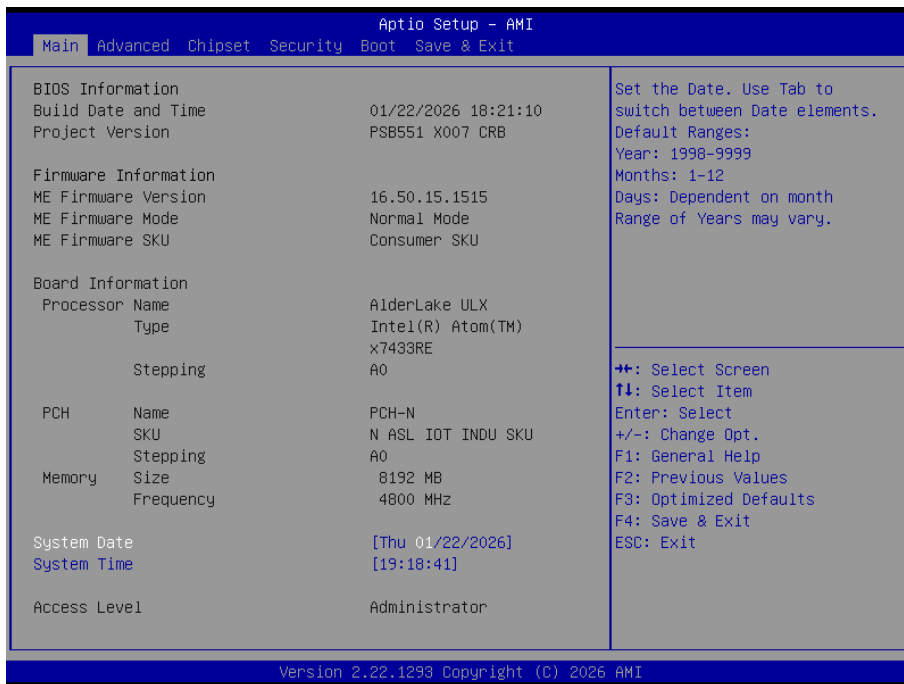 Aptio Setup - AMI
Main Advanced Chipset Security Boot Save & Exit
BIOS Information
Build Date and Time 01/22/2026 18:21:10
Project Version PSB551 X007 CRB
Firmware Information
ME Firmware Version 16.50.15.1515
ME Firmware Mode Normal Mode
ME Firmware SKU Consumer SKU
Board Information
Processor Name AlderLake ULX
Type Intel(R) Atom(TM)
x7433RE
Stepping A0
PCH Name PCH-N
SKU N ASL IOT INDU SKU
Stepping A0
Memory Size 8192 MB
Frequency 4800 MHz
System Date [Thu 01/22/2026]
System Time [19:18:41]
Access Level Administrator
Set the Date. Use Tab to
switch between Date elements.
Default Ranges:
Year: 1998-9999
Months: 1-12
Days: Dependent on month
Range of Years may vary.
→←: Select Screen
↑↓: Select Item
Enter: Select
+/-: Change Opt.
F1: General Help
F2: Previous Values
F3: Optimized Defaults
F4: Save & Exit
ESC: Exit
Version 2.22.1293 Copyright (C) 2026 AMI